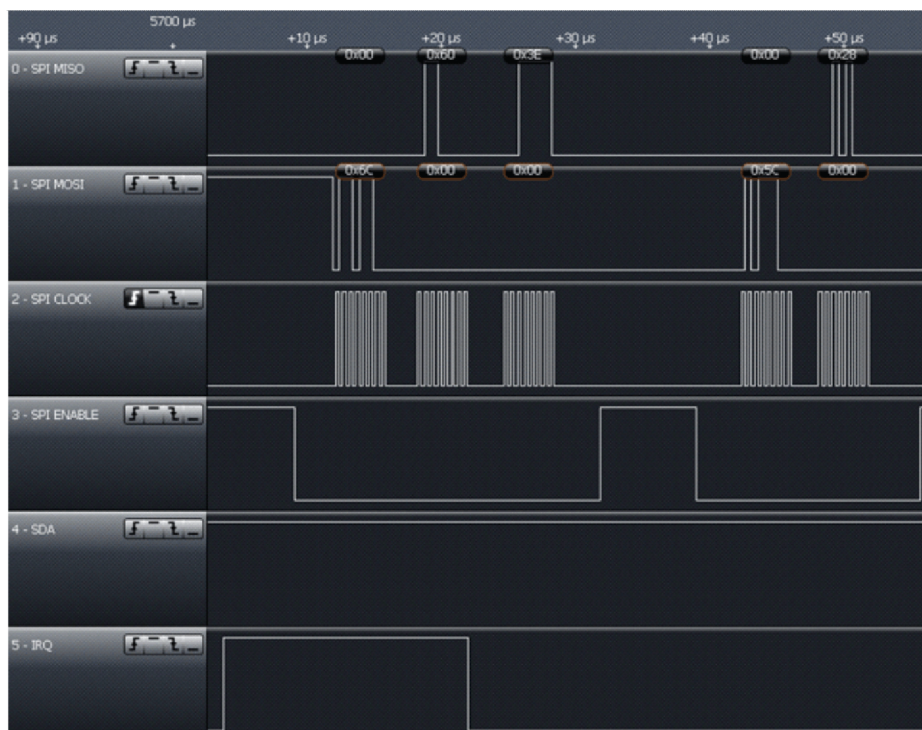 5700 µs
+90 µs +10 µs +20 µs +30 µs +40 µs +50 µs
0x00 0x60 0x3E 0x00 0x28
0 - SPI MISO
0x6C 0x00 0x00 0x5C 0x00
1 - SPI MOSI
2 - SPI CLOCK
3 - SPI ENABLE
4 - SDA
5 - IRQ